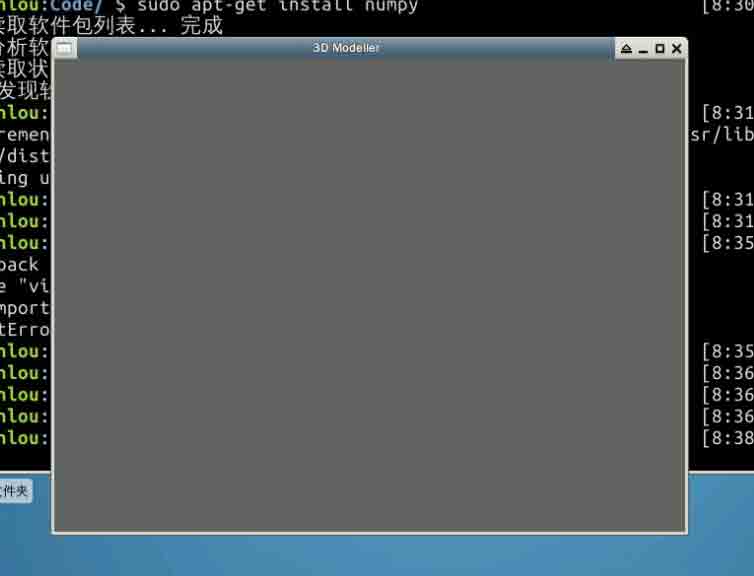 nlou:Code/ $ sudo apt-get install numpy [8:30
读取软件包列表... 完成
分析软
3D Modeller
读取状
发现软
nlou: [8:31
remen sr/lib
/dist
ing u
nlou: [8:31
nlou: [8:31
nlou: [8:35
back
e "vi
mport
tErro
nlou: [8:35
nlou: [8:36
nlou: [8:36
nlou: [8:36
nlou: [8:38
文件夹